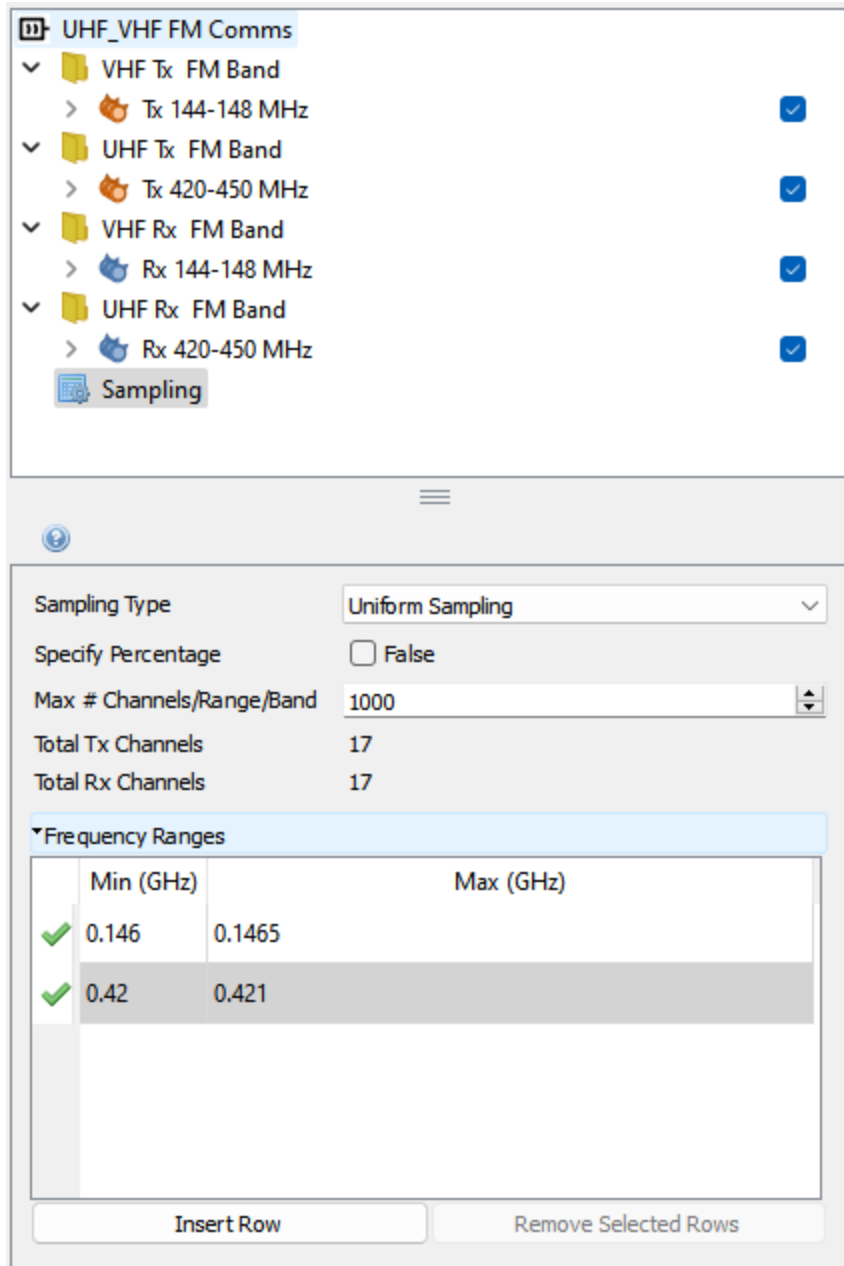 UHF_VHF FM Comms
VHF Tx FM Band
Tx 144-148 MHz
UHF Tx FM Band
Tx 420-450 MHz
VHF Rx FM Band
Rx 144-148 MHz
UHF Rx FM Band
Rx 420-450 MHz
Sampling
Sampling Type Uniform Sampling
Specify Percentage False
Max # Channels/Range/Band 1000
Total Tx Channels 17
Total Rx Channels 17
Frequency Ranges
Min (GHz) Max (GHz)
0.146 0.1465
0.42 0.421
Insert Row Remove Selected Rows